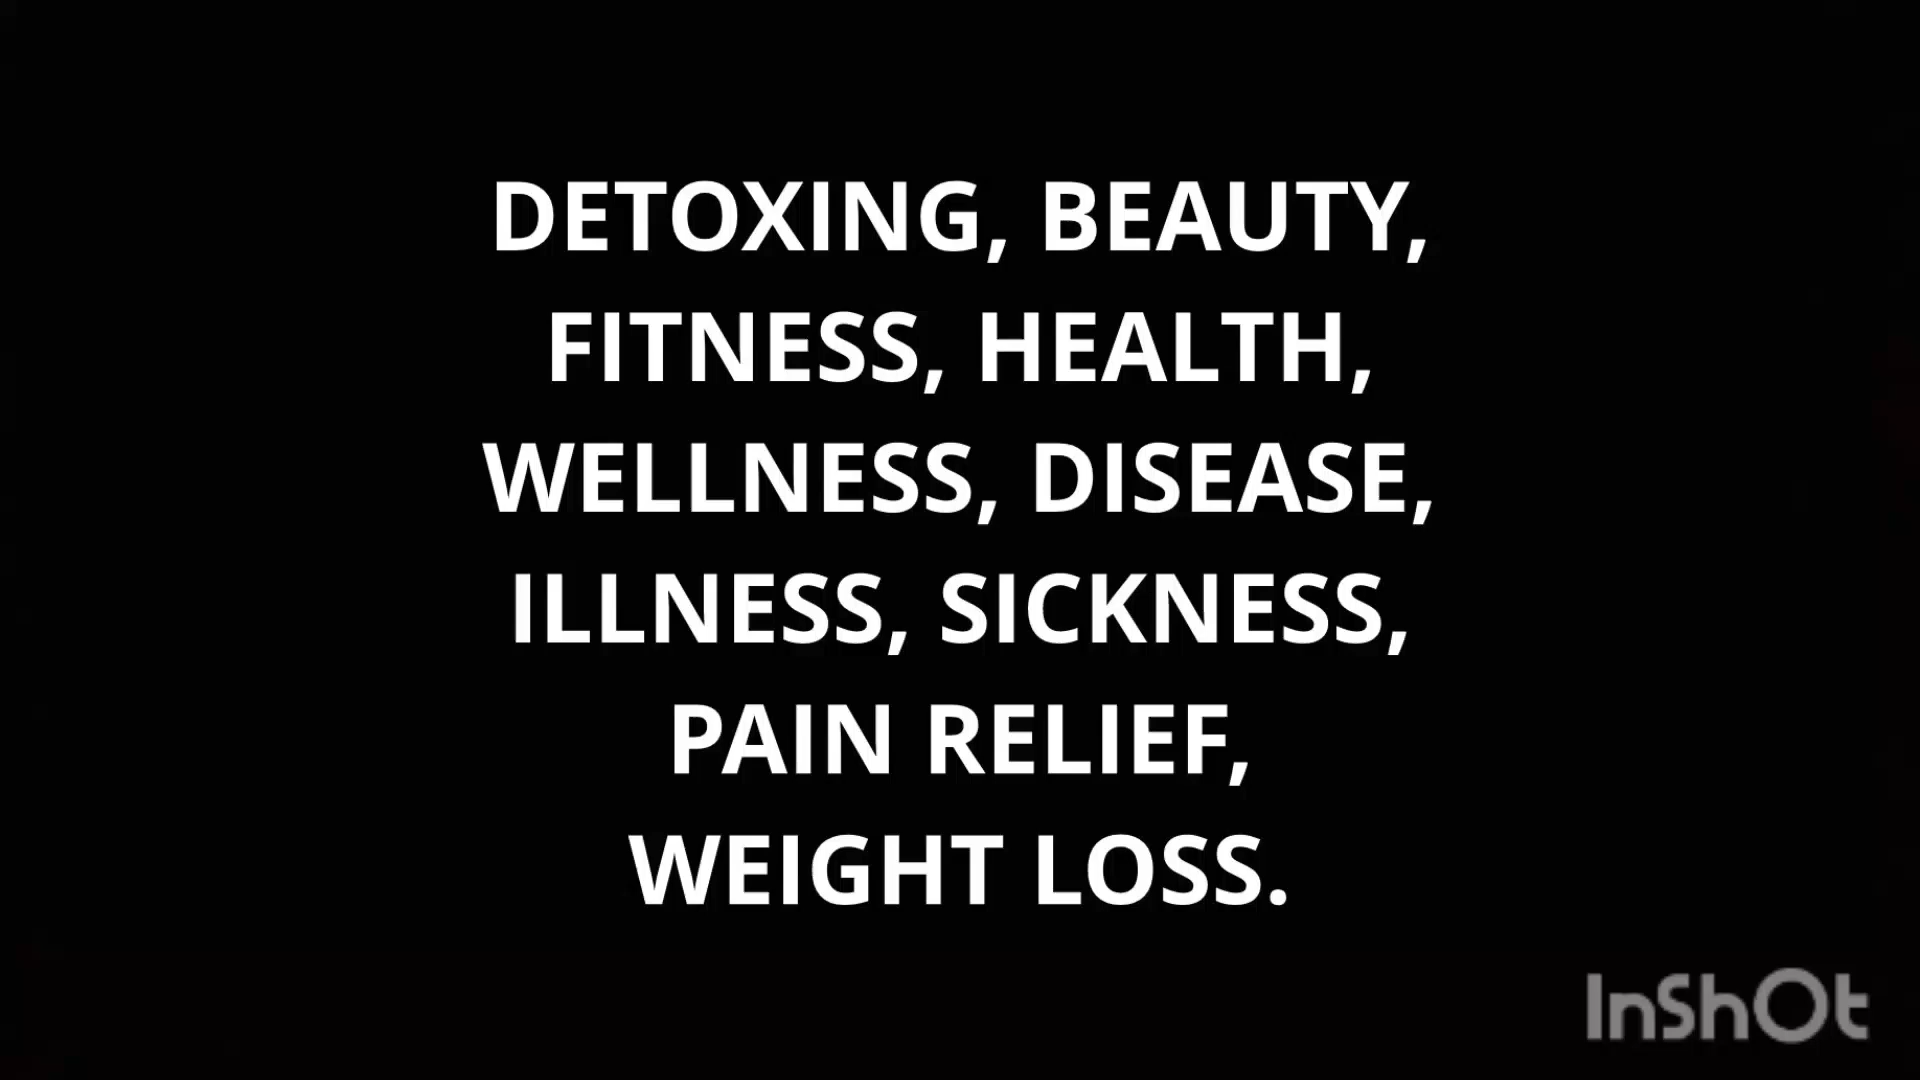 DETOXING, BEAUTY,
FITNESS, HEALTH,
WELLNESS, DISEASE,
ILLNESS, SICKNESS,
PAIN RELIEF,
WEIGHT LOSS.
InShOt